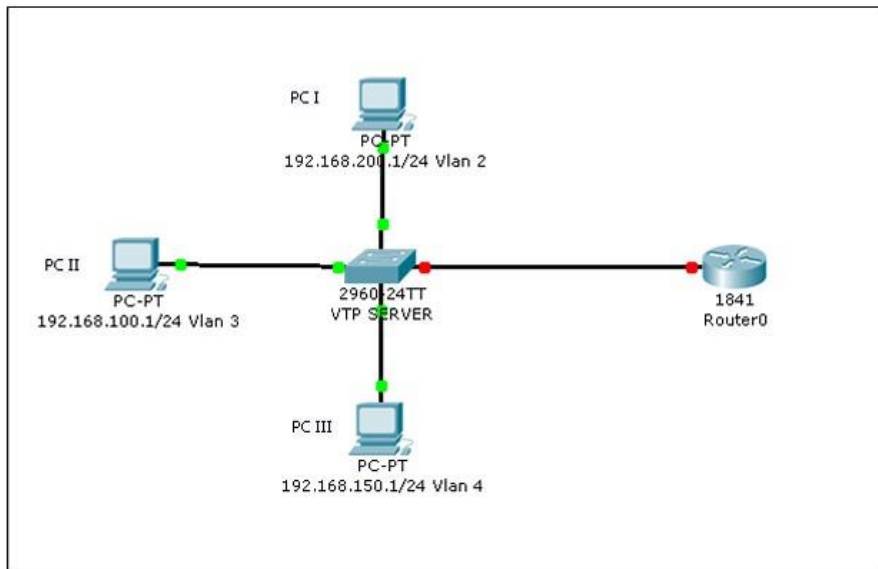 PC I
PC-PT
192.168.200.1/24 Vlan 2
PC II
PC-PT
192.168.100.1/24 Vlan 3
2960-24TT
VTP SERVER
1841
Router0
PC III
PC-PT
192.168.150.1/24 Vlan 4